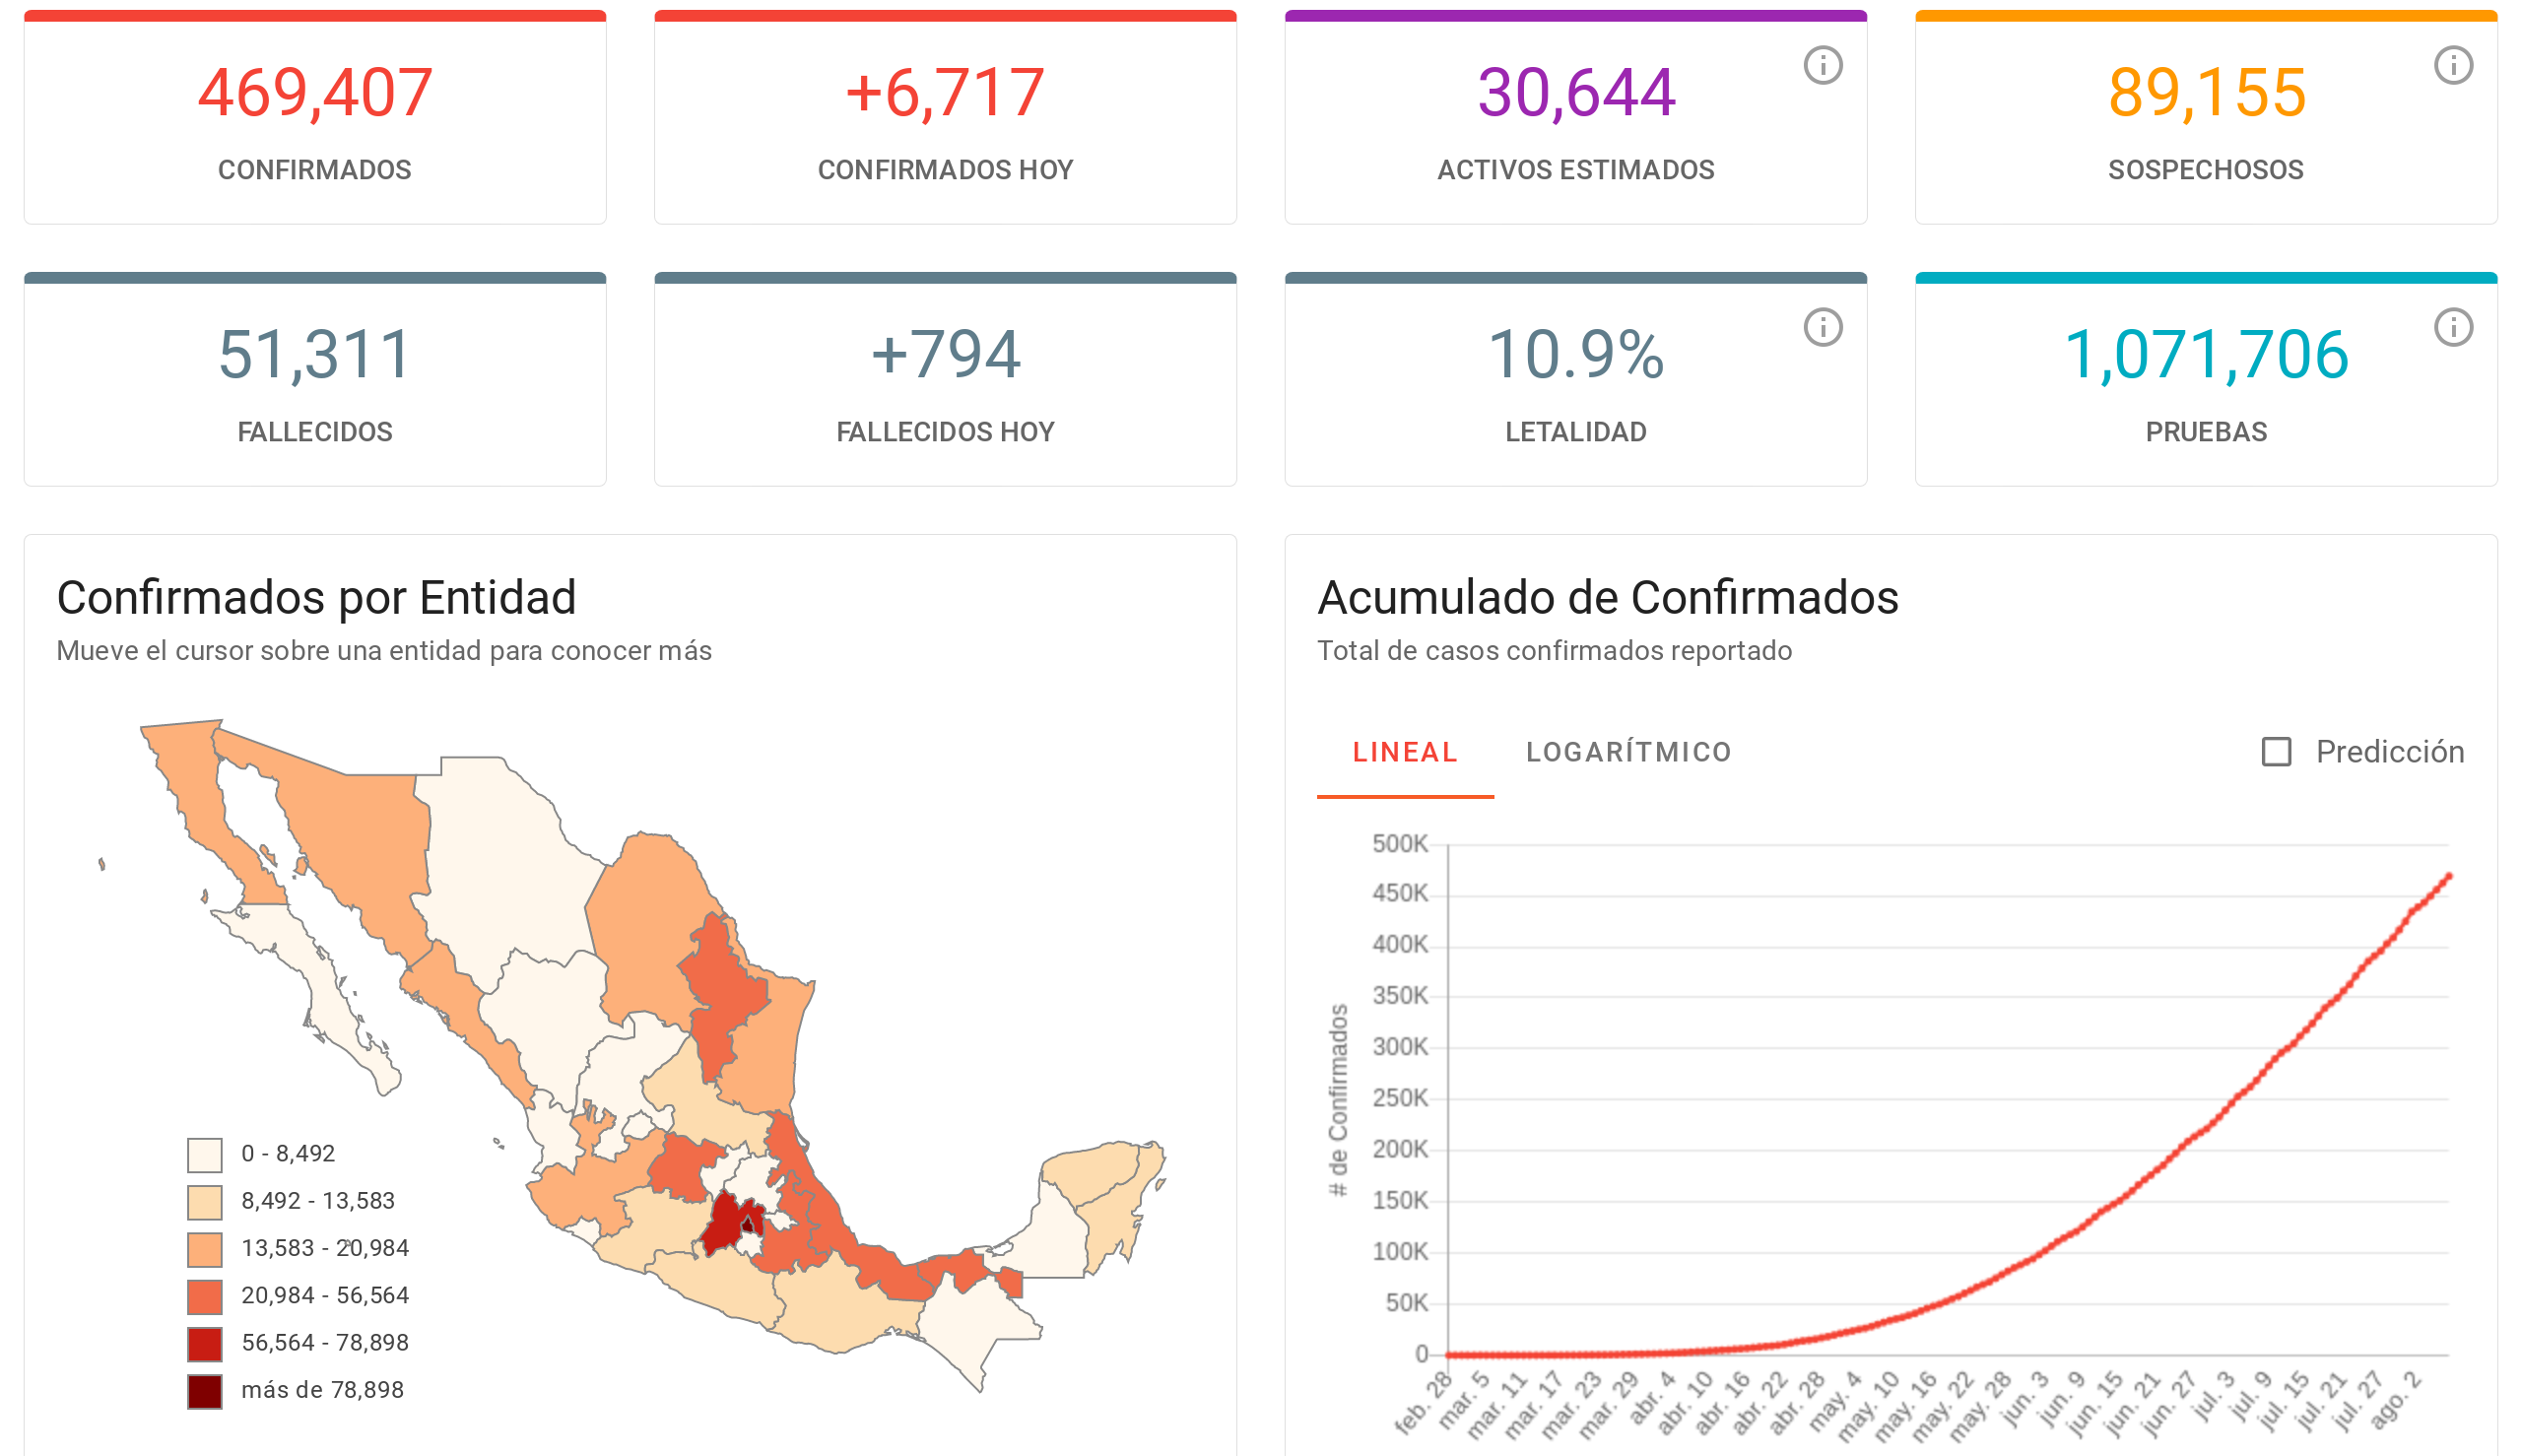 469,407
CONFIRMADOS
+6,717
CONFIRMADOS HOY
30,644
ACTIVOS ESTIMADOS
89,155
SOSPECHOSOS
51,311
FALLECIDOS
+794
FALLECIDOS HOY
10.9%
LETALIDAD
1,071,706
PRUEBAS
Confirmados por Entidad
Mueve el cursor sobre una entidad para conocer más
0 - 8,492
8,492 - 13,583
13,583 - 20,984
20,984 - 56,564
56,564 - 78,898
más de 78,898
Acumulado de Confirmados
Total de casos confirmados reportado
LINEAL
LOGARÍTMICO
Predicción
# de Confirmados
500K
450K
400K
350K
300K
250K
200K
150K
100K
50K
0
feb. 28
mar. 5
mar. 11
mar. 17
mar. 23
mar. 29
abr. 4
abr. 10
abr. 16
abr. 22
abr. 28
may. 4
may. 10
may. 16
may. 22
may. 28
jun. 3
jun. 9
jun. 15
jun. 21
jun. 27
jul. 3
jul. 9
jul. 15
jul. 21
jul. 27
ago. 2